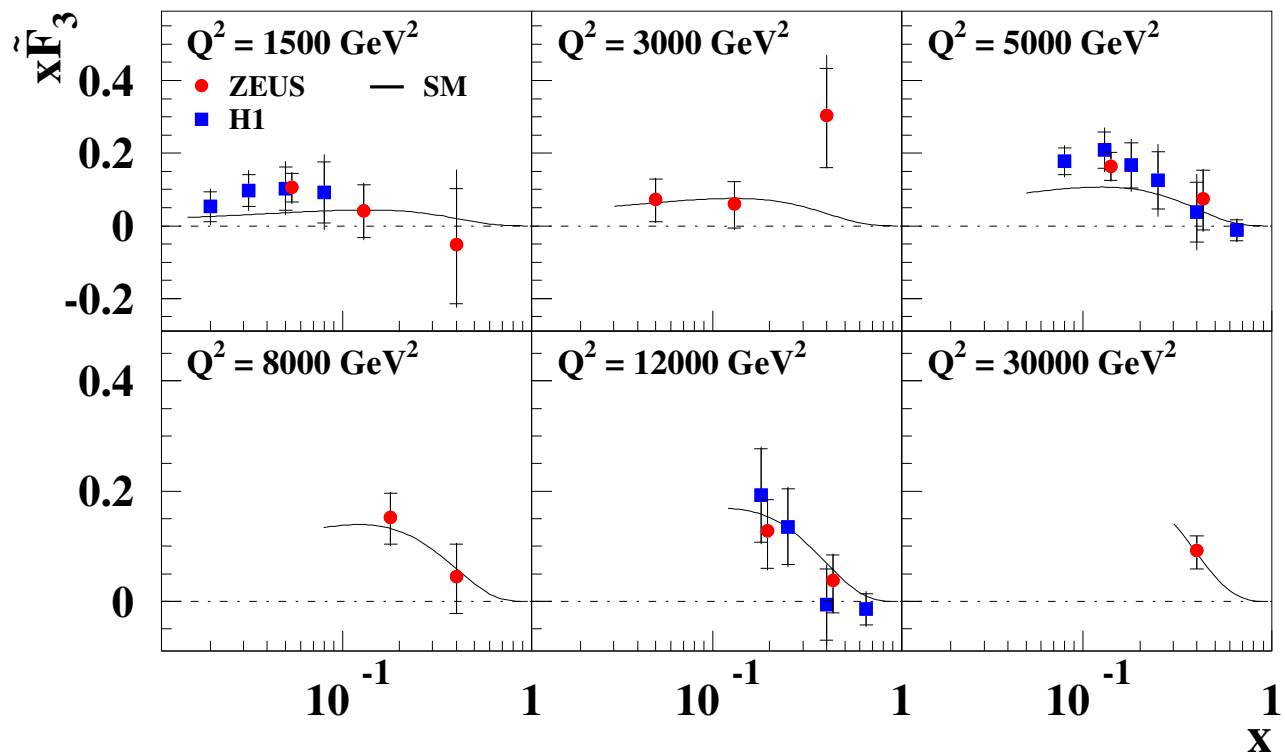 xF̃₃
Q² = 1500 GeV²
Q² = 3000 GeV²
Q² = 5000 GeV²
ZEUS
SM
H1
0.4
0.2
0
-0.2
Q² = 8000 GeV²
Q² = 12000 GeV²
Q² = 30000 GeV²
0.4
0.2
0
10⁻¹
1
10⁻¹
1
10⁻¹
1
x